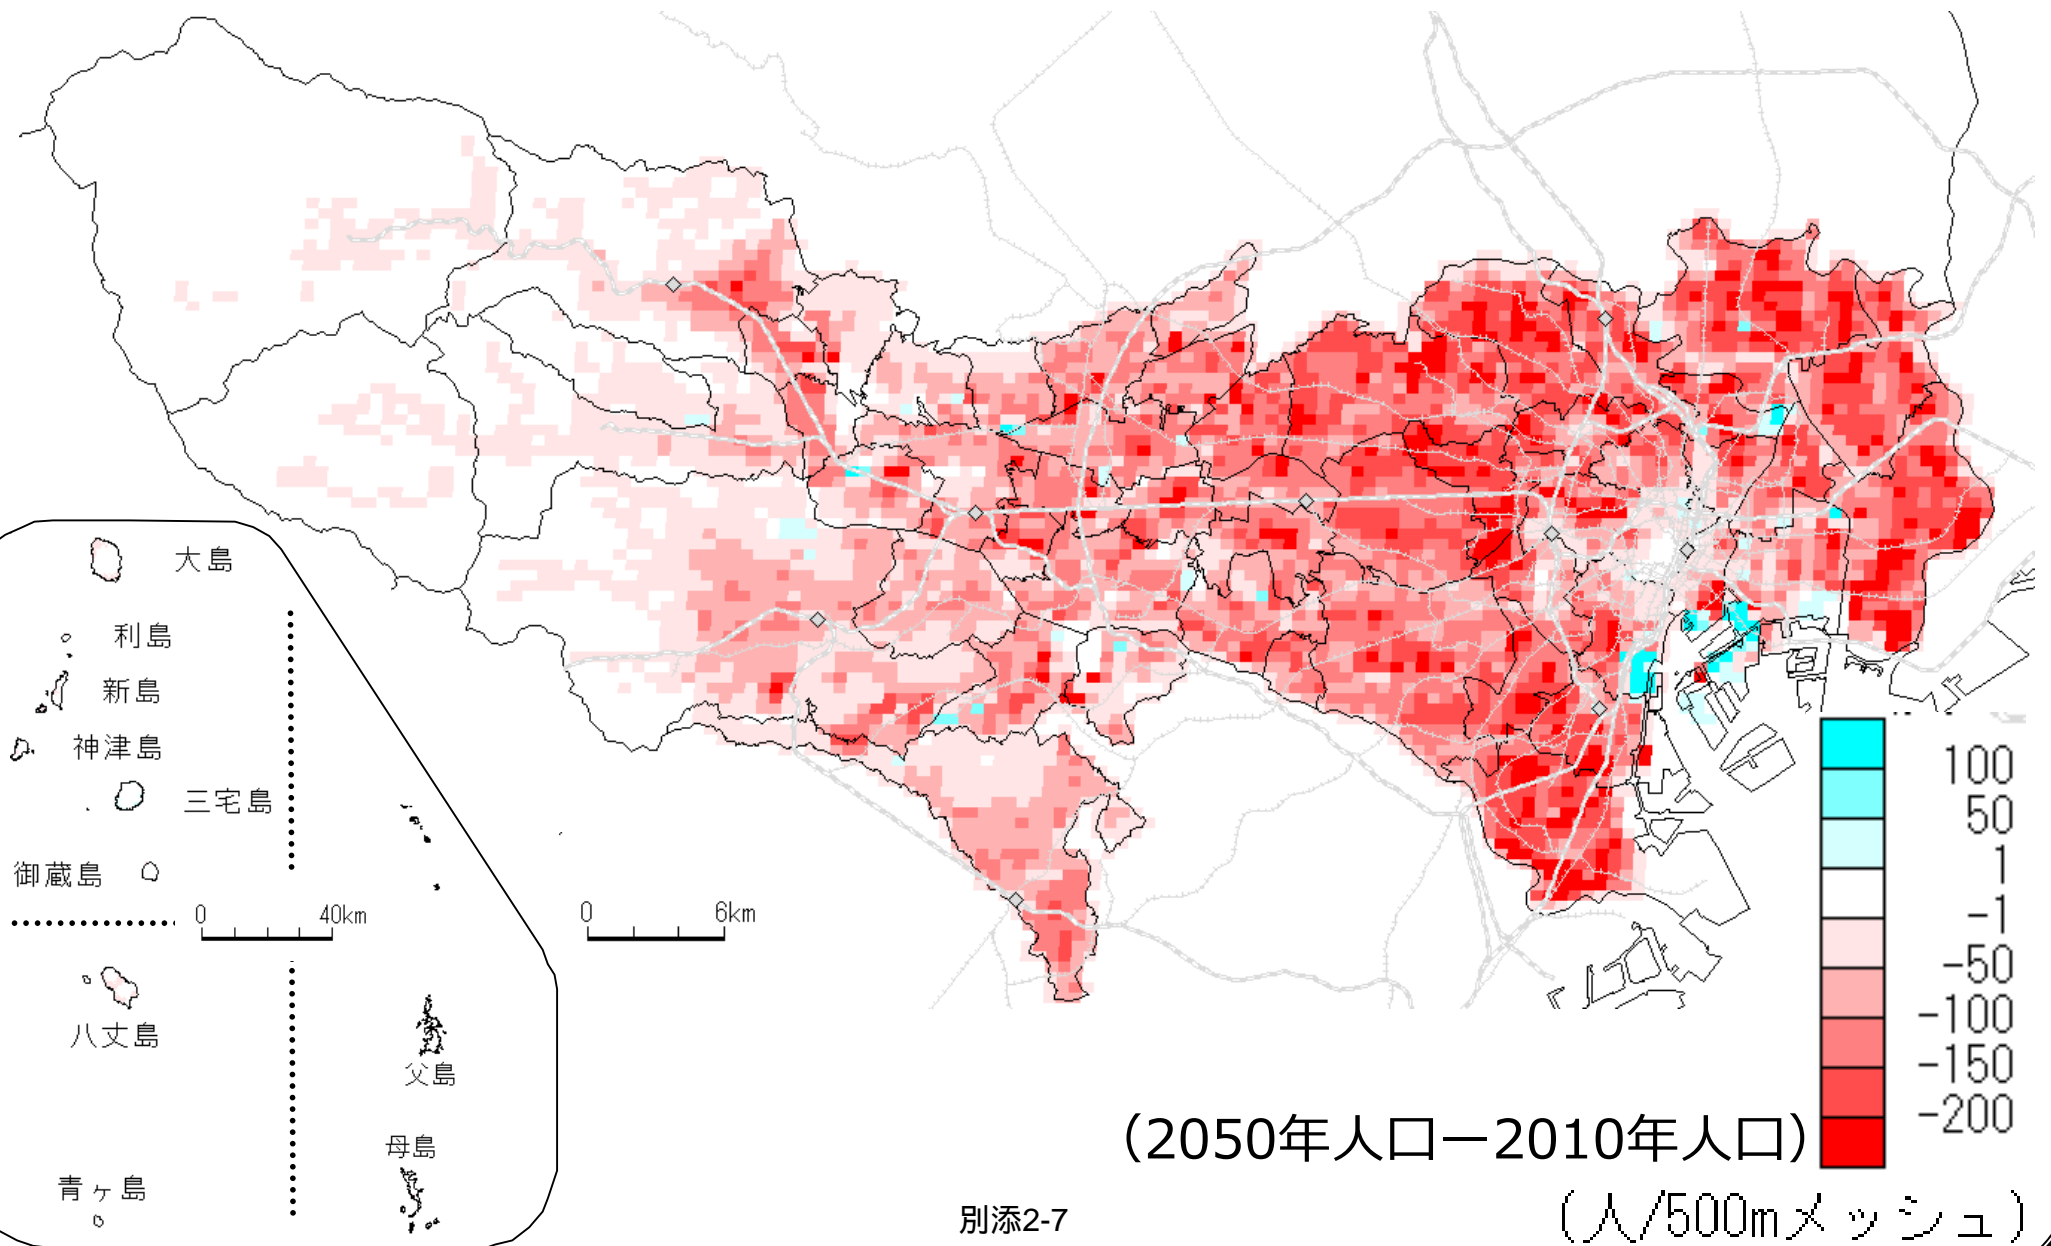 大島
利島
新島
神津島
三宅島
御蔵島
0 40km
0 6km
八丈島
父島
母島
青ヶ島
100
50
1
-1
-50
-100
-150
-200
（2050年人口ー2010年人口）
（人/500mメッシュ）
別添2-7